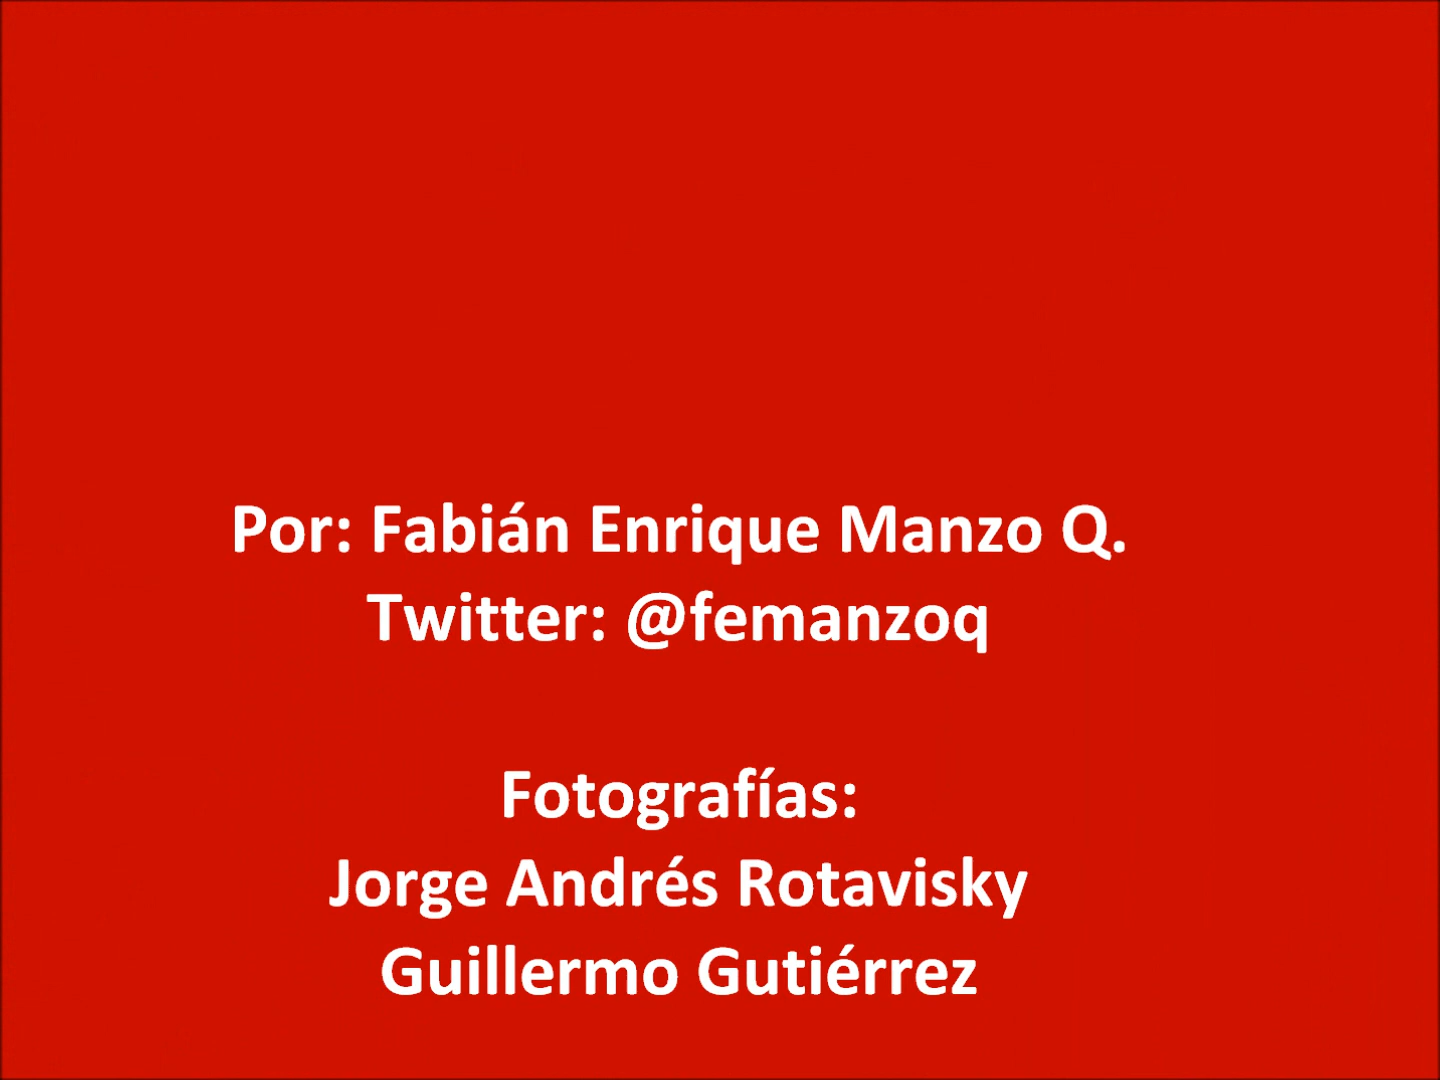 Por: Fabián Enrique Manzo Q.
Twitter: @femanzoq
Fotografías:
Jorge Andrés Rotavisky
Guillermo Gutiérrez